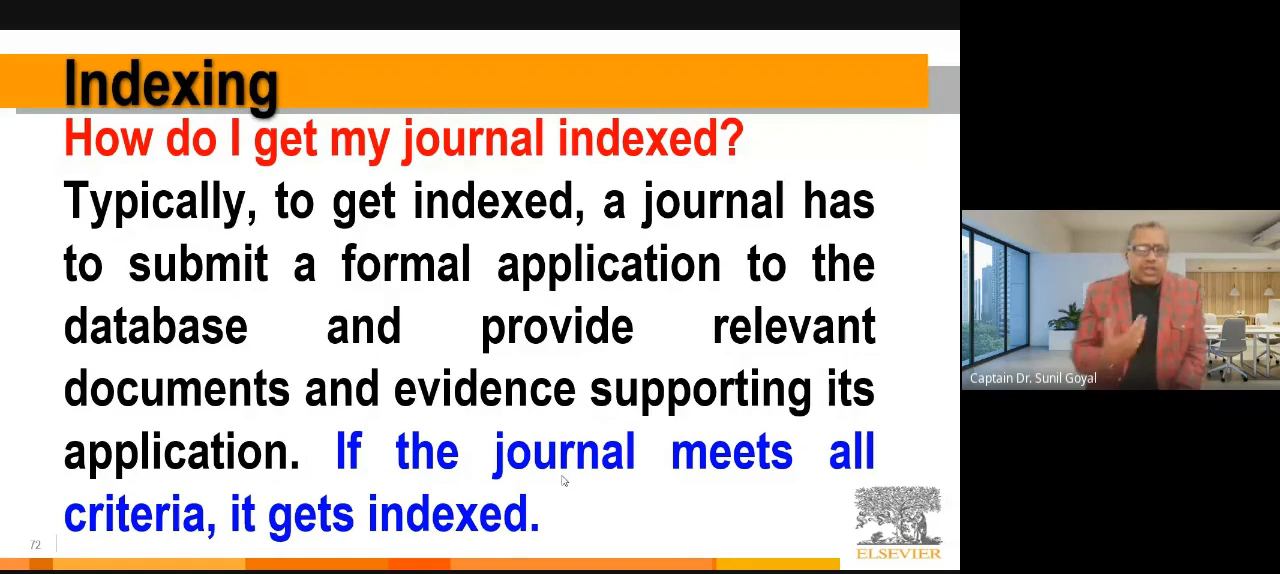 Indexing
How do I get my journal indexed?
Typically, to get indexed, a journal has
to submit a formal application to the
database and provide relevant
documents and evidence supporting its
application. If the journal meets all
criteria, it gets indexed.
72
ELSEVIER
Captain Dr. Sunil Goyal